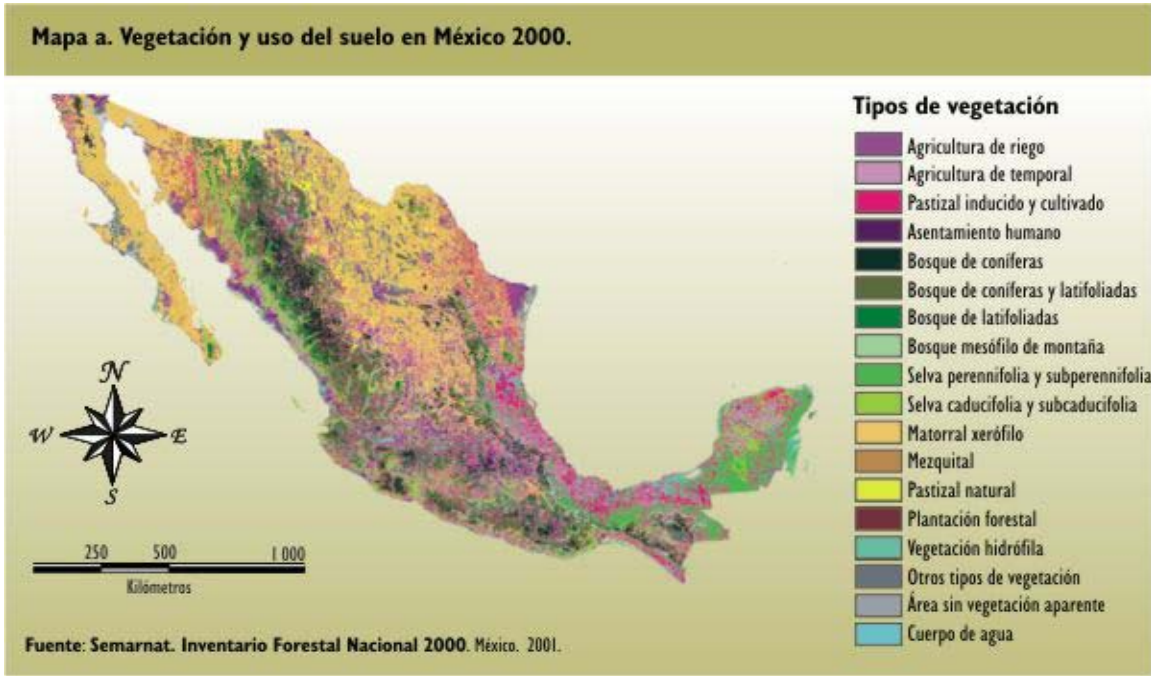 Mapa a. Vegetación y uso del suelo en México 2000.
Tipos de vegetación
Agricultura de riego
Agricultura de temporal
Pastizal inducido y cultivado
Asentamiento humano
Bosque de coníferas
Bosque de coníferas y latifoliadas
Bosque de latifoliadas
Bosque mesófilo de montaña
Selva perennifolia y subperennifolia
Selva caducifolia y subcaducifolia
Matorral xerófilo
Mezquital
Pastizal natural
Plantación forestal
Vegetación hidrófila
Otros tipos de vegetación
Área sin vegetación aparente
Cuerpo de agua
N
W E
S
250 500 1 000
Kilómetros
Fuente: Semarnat. Inventario Forestal Nacional 2000. México. 2001.